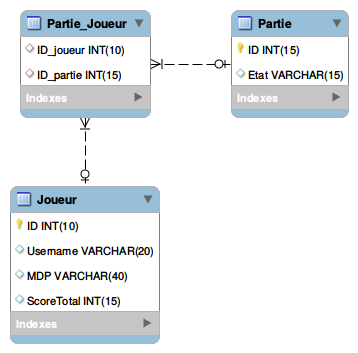 Partie_Joueur
ID_joueur INT(10)
ID_partie INT(15)
Indexes
Partie
ID INT(15)
Etat VARCHAR(15)
Indexes
Joueur
ID INT(10)
Username VARCHAR(20)
MDP VARCHAR(40)
ScoreTotal INT(15)
Indexes